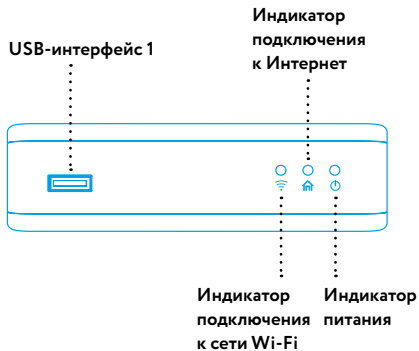 USB-интерфейс 1
Индикатор
подключения
к Интернет
Индикатор
подключения
к сети Wi-Fi
Индикатор
питания